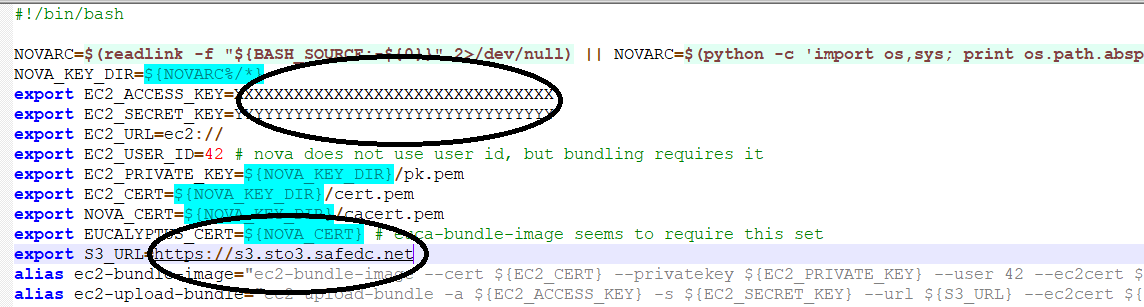 #!/bin/bash
NOVARC=$(readlink -f "${BASH_SOURCE:-${0}}" 2>/dev/null) || NOVARC=$(python -c 'import os,sys; print os.path.absp
NOVA_KEY_DIR=${NOVARC%/*}
export EC2_ACCESS_KEY=XXXXXXXXXXXXXXXXXXXXXXXXXXXXXXXX
export EC2_SECRET_KEY=YYYYYYYYYYYYYYYYYYYYYYYYYYYYYYYY
export EC2_URL=ec2://
export EC2_USER_ID=42 # nova does not use user id, but bundling requires it
export EC2_PRIVATE_KEY=${NOVA_KEY_DIR}/pk.pem
export EC2_CERT=${NOVA_KEY_DIR}/cert.pem
export NOVA_CERT=${NOVA_KEY_DIR}/cacert.pem
export EUCALYPTUS_CERT=${NOVA_CERT} # euca-bundle-image seems to require this set
export S3_URL=https://s3.sto3.safedc.net
alias ec2-bundle-image="ec2-bundle-image --cert ${EC2_CERT} --privatekey ${EC2_PRIVATE_KEY} --user 42 --ec2cert $
alias ec2-upload-bundle="ec2-upload-bundle -a ${EC2_ACCESS_KEY} -s ${EC2_SECRET_KEY} --url ${S3_URL} --ec2cert ${